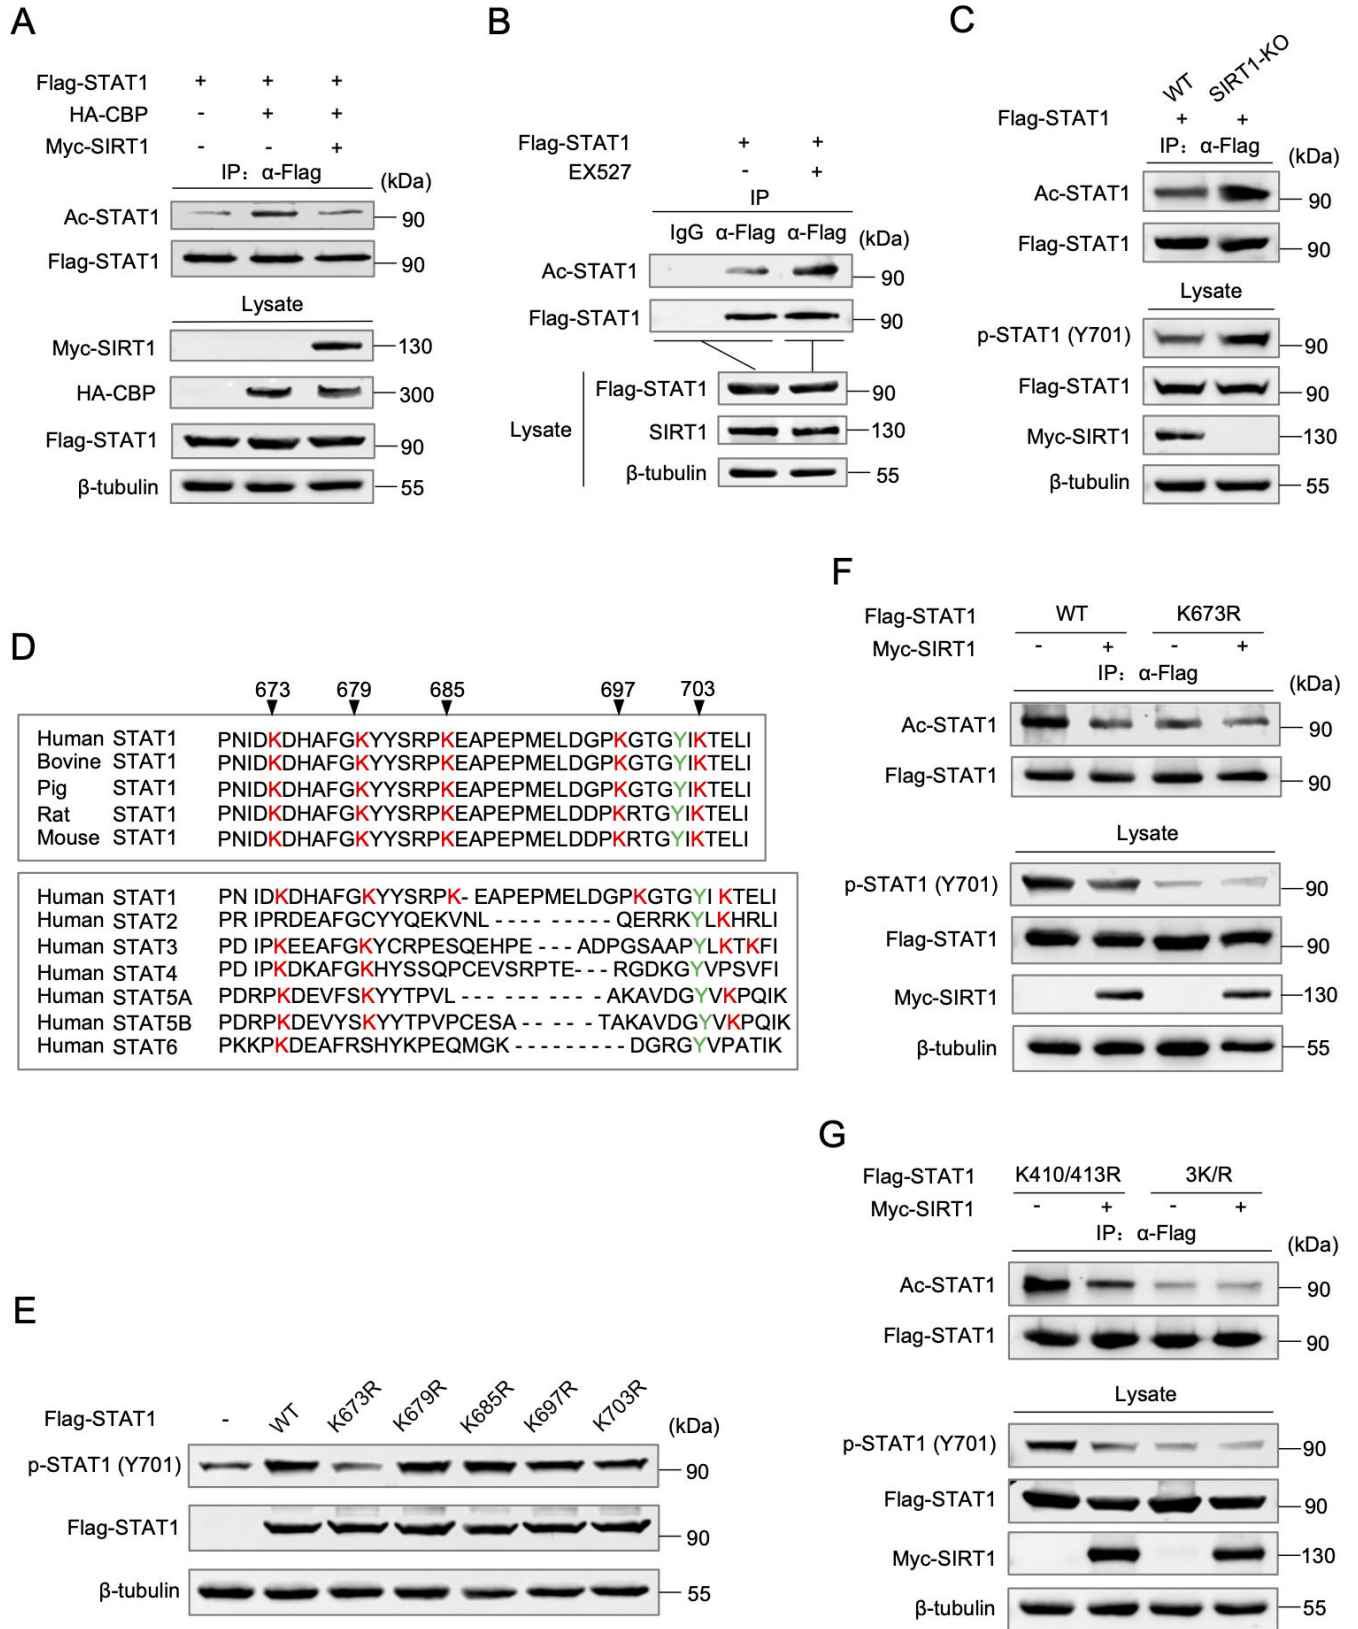 A
Flag-STAT1 + + +
HA-CBP - + +
Myc-SIRT1 - - +
IP: α-Flag (kDa)
Ac-STAT1 90
Flag-STAT1 90
Lysate
Myc-SIRT1 130
HA-CBP 300
Flag-STAT1 90
β-tubulin 55
B
Flag-STAT1 + +
EX527 - +
IP
IgG α-Flag α-Flag (kDa)
Ac-STAT1 90
Flag-STAT1 90
Lysate
Flag-STAT1 90
SIRT1 130
β-tubulin 55
C
WT SIRT1-KO
Flag-STAT1 + +
IP: α-Flag (kDa)
Ac-STAT1 90
Flag-STAT1 90
Lysate
p-STAT1 (Y701) 90
Flag-STAT1 90
Myc-SIRT1 130
β-tubulin 55
D
673 679 685 697 703
Human STAT1 PNIDKDHAFGKYYSRPKEAPEPMELDGPKGTGYIKTELI
Bovine STAT1 PNIDKDHAFGKYYSRPKEAPEPMELDGPKGTGYIKTELI
Pig STAT1 PNIDKDHAFGKYYSRPKEAPEPMELDGPKGTGYIKTELI
Rat STAT1 PNIDKDHAFGKYYSRPKEAPEPMELDDPKRTGYIKTELI
Mouse STAT1 PNIDKDHAFGKYYSRPKEAPEPMELDDPKRTGYIKTELI
Human STAT1 PN IDKDHAFGKYYSRPK- EAPEPMELDGPKGTGYI KTELI
Human STAT2 PR IPRDEAFGCYYQEKVNL - - - - - - - - - - QERRKYLKHRLI
Human STAT3 PD IPKEEAFGKYCRPESQEHPE - - - ADPGSAAPYLKTKFI
Human STAT4 PD IPKDKAFGKHYSSQPCEVSRPTE- - - RGDKGYVPSVFI
Human STAT5A PDRPKDEVFSKYYTPVL - - - - - - - - - - - AKAVDGYVKPQIK
Human STAT5B PDRPKDEVYSKYYTPVPCESA - - - - - - TAKAVDGYVKPQIK
Human STAT6 PKKPKDEAFRSHYKPEQMGK - - - - - - - - - DGRGYVPATIK
E
Flag-STAT1 - WT K673R K679R K685R K697R K703R (kDa)
p-STAT1 (Y701) 90
Flag-STAT1 90
β-tubulin 55
F
Flag-STAT1 WT K673R
Myc-SIRT1 - + - +
IP: α-Flag (kDa)
Ac-STAT1 90
Flag-STAT1 90
Lysate
p-STAT1 (Y701) 90
Flag-STAT1 90
Myc-SIRT1 130
β-tubulin 55
G
Flag-STAT1 K410/413R 3K/R
Myc-SIRT1 - + - +
IP: α-Flag (kDa)
Ac-STAT1 90
Flag-STAT1 90
Lysate
p-STAT1 (Y701) 90
Flag-STAT1 90
Myc-SIRT1 130
β-tubulin 55